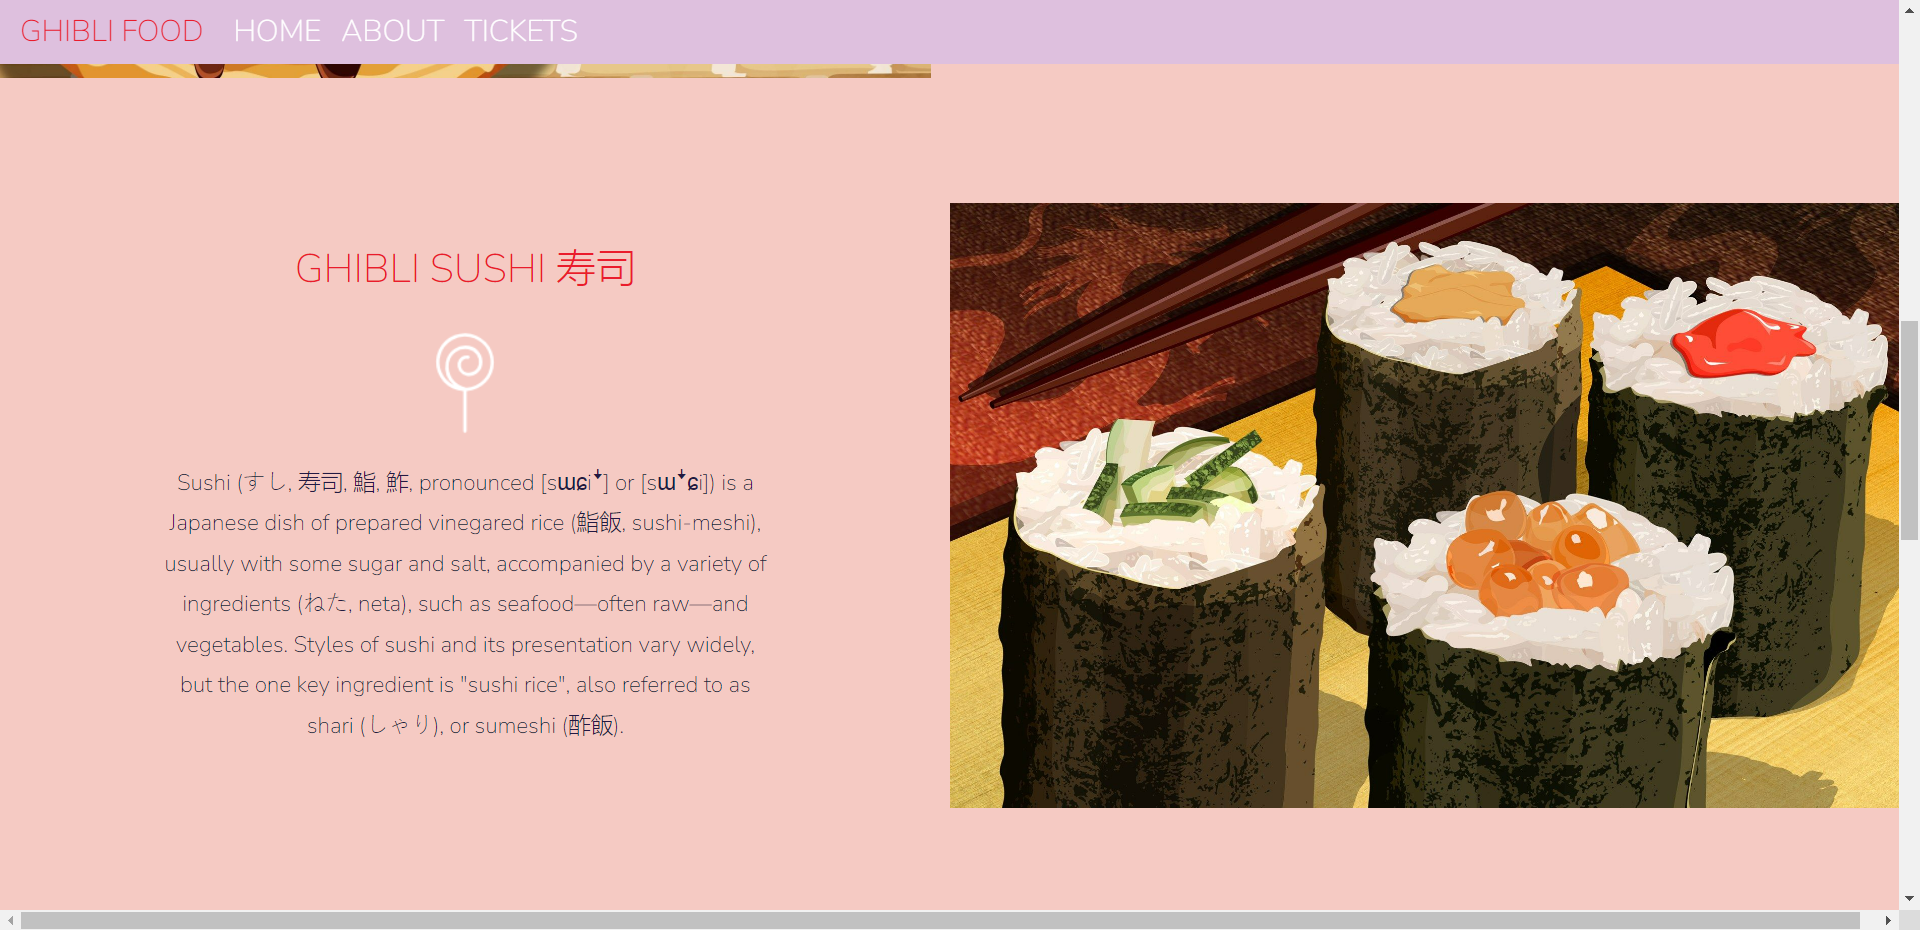 GHIBLI FOOD HOME ABOUT TICKETS
GHIBLI SUSHI 寿司
Sushi (すし, 寿司, 鮨, 鮓, pronounced [sɯɕiꜜ] or [sɯꜜɕi]) is a
Japanese dish of prepared vinegared rice (鮨飯, sushi-meshi),
usually with some sugar and salt, accompanied by a variety of
ingredients (ねた, neta), such as seafood—often raw—and
vegetables. Styles of sushi and its presentation vary widely,
but the one key ingredient is "sushi rice", also referred to as
shari (しゃり), or sumeshi (酢飯).